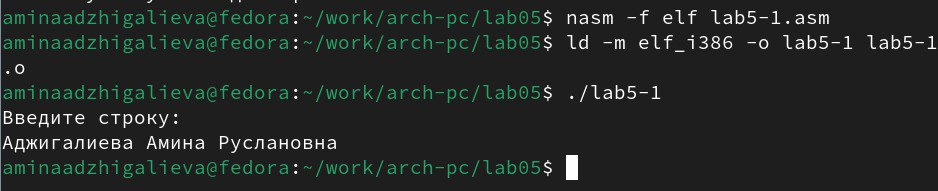 aminaadzhigalieva@fedora:~/work/arch-pc/lab05$ nasm -f elf lab5-1.asm
aminaadzhigalieva@fedora:~/work/arch-pc/lab05$ ld -m elf_i386 -o lab5-1 lab5-1
.o
aminaadzhigalieva@fedora:~/work/arch-pc/lab05$ ./lab5-1
Введите строку:
Аджигалиева Амина Руслановна
aminaadzhigalieva@fedora:~/work/arch-pc/lab05$